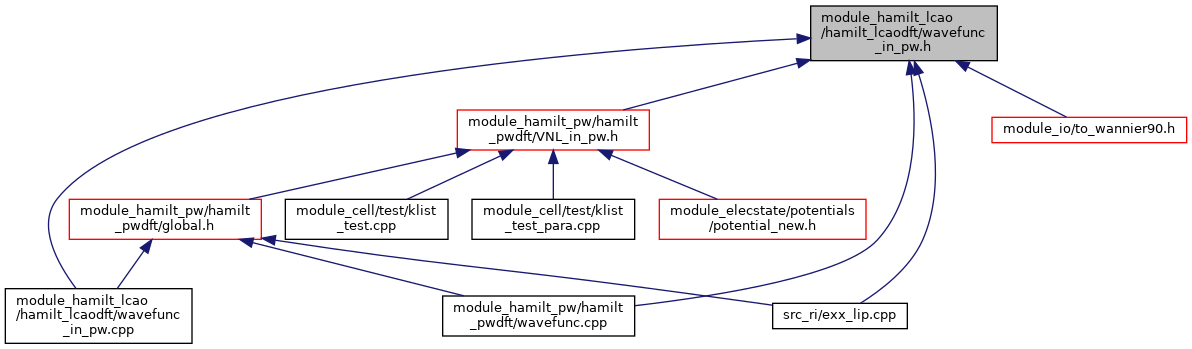 module_hamilt_lcao
/hamilt_lcaodft/wavefunc
_in_pw.h
module_hamilt_pw/hamilt
_pwdft/VNL_in_pw.h
module_io/to_wannier90.h
module_hamilt_pw/hamilt
_pwdft/global.h
module_cell/test/klist
_test.cpp
module_cell/test/klist
_test_para.cpp
module_elecstate/potentials
/potential_new.h
module_hamilt_lcao
/hamilt_lcaodft/wavefunc
_in_pw.cpp
module_hamilt_pw/hamilt
_pwdft/wavefunc.cpp
src_ri/exx_lip.cpp